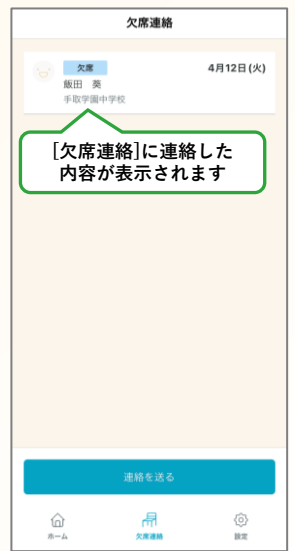 欠席連絡
欠席
4月12日(火)
飯田 葵
手取学園中学校
[欠席連絡]に連絡した
内容が表示されます
連絡を送る
ホーム
欠席連絡
設定